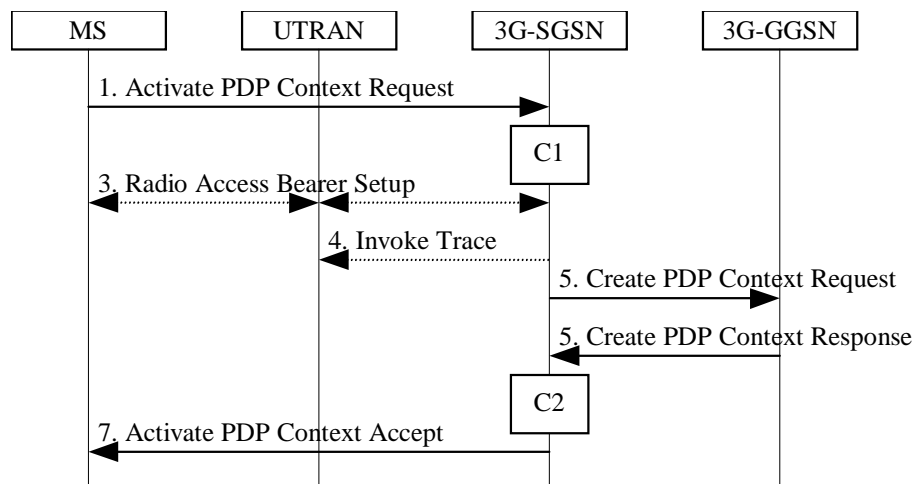 MS
UTRAN
3G-SGSN
3G-GGSN
1. Activate PDP Context Request
C1
3. Radio Access Bearer Setup
4. Invoke Trace
5. Create PDP Context Request
5. Create PDP Context Response
C2
7. Activate PDP Context Accept